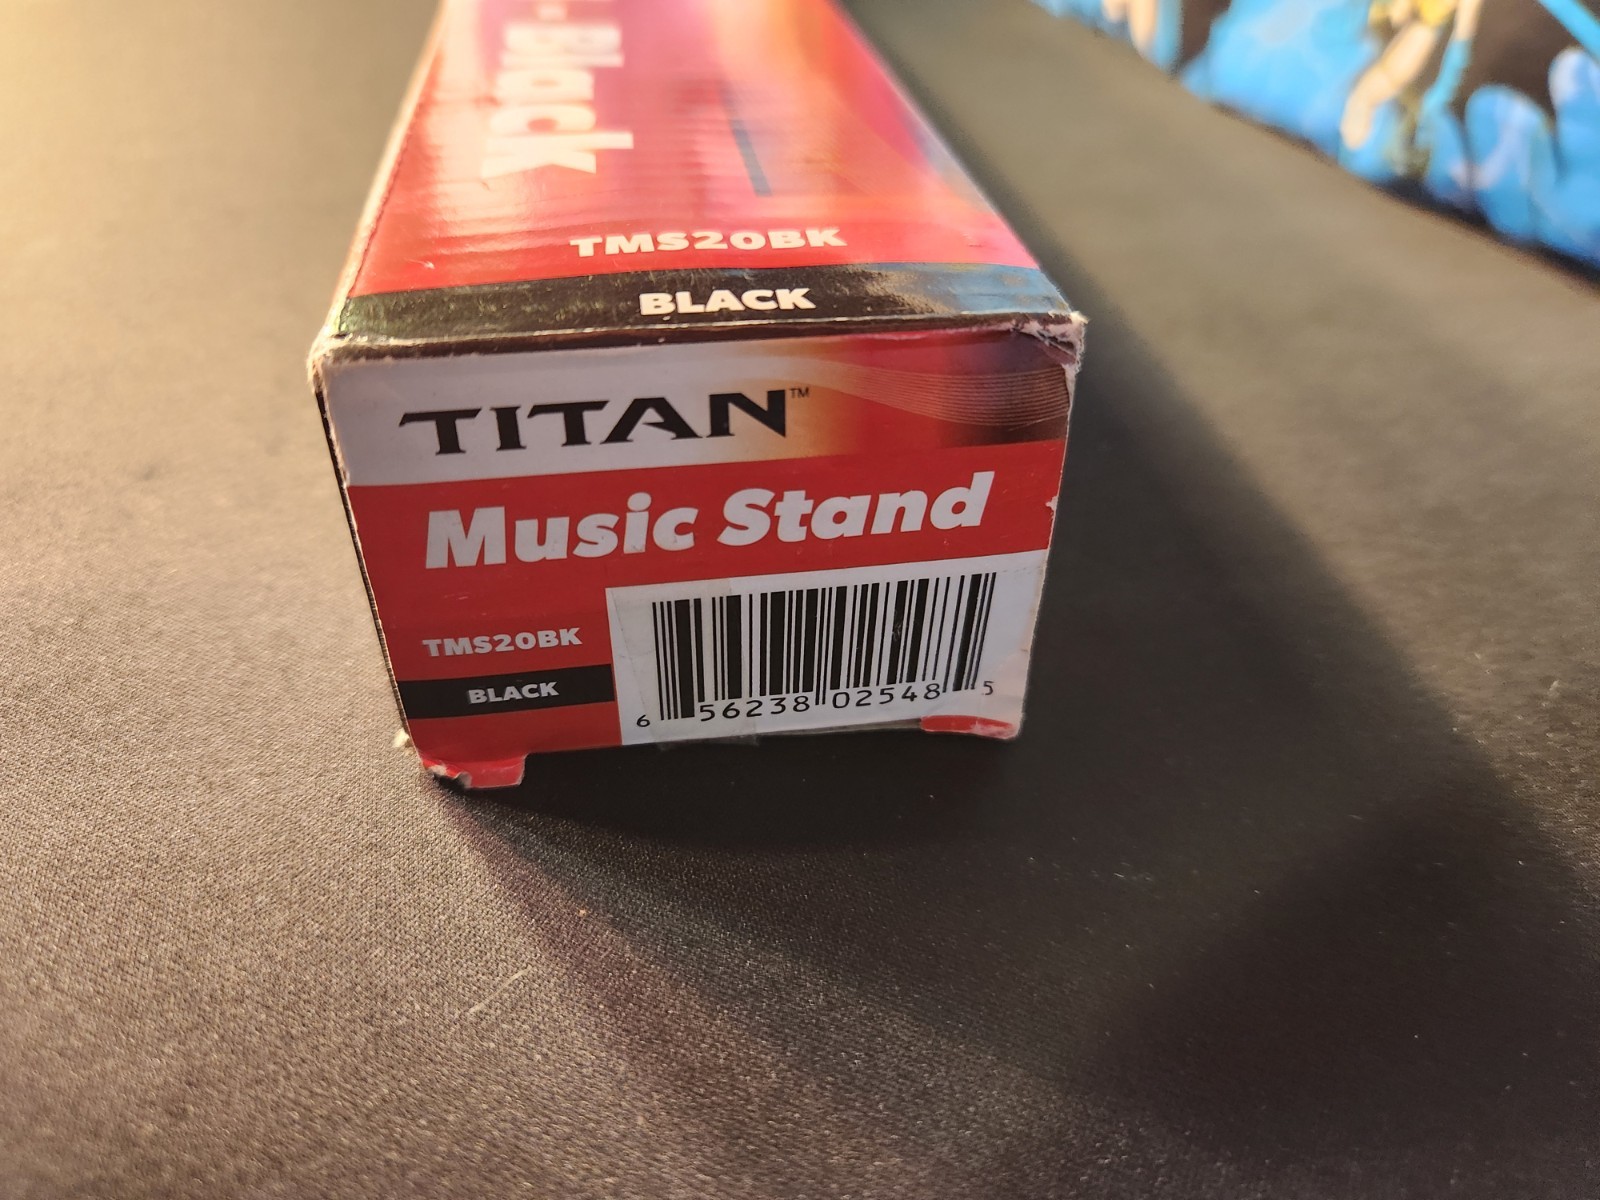 - Black
TMS20BK
BLACK
TITAN™
Music Stand
TMS20BK
BLACK
6 56238 02548 5